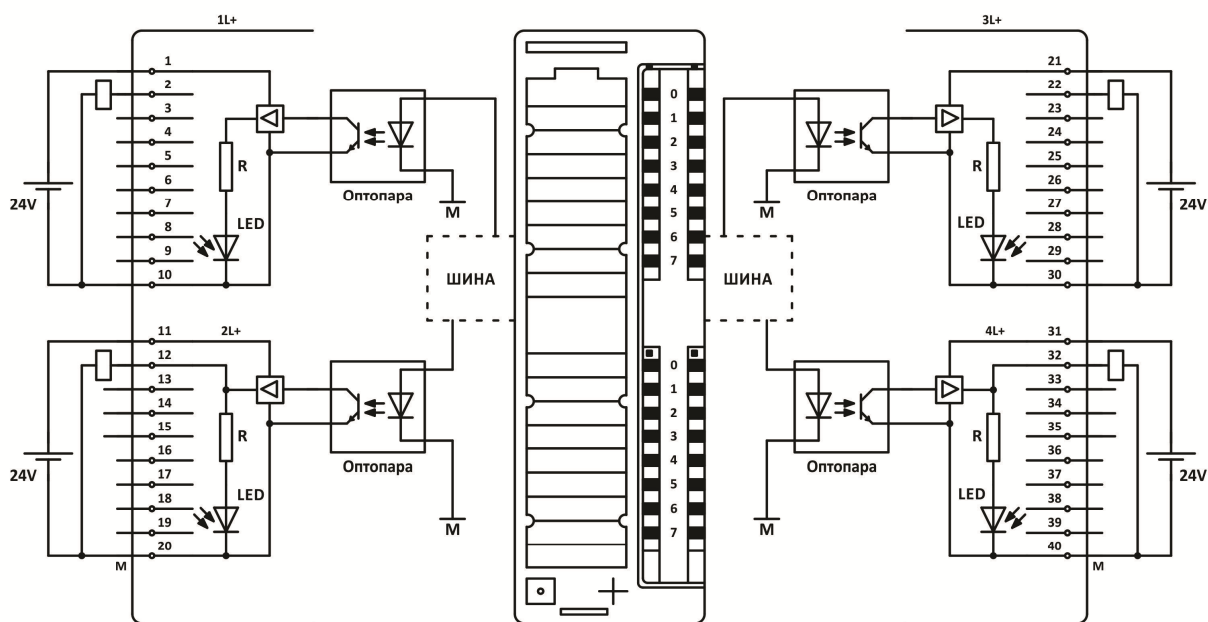 1L+
1
2
3
4
5
6
7
8
9
10
24V
R
LED
Оптопара
M
ШИНА
11
2L+
12
13
14
15
16
17
18
19
20
M
24V
R
LED
Оптопара
M
0
1
2
3
4
5
6
7
0
1
2
3
4
5
6
7
3L+
21
22
23
24
25
26
27
28
29
30
24V
R
LED
Оптопара
M
ШИНА
4L+
31
32
33
34
35
36
37
38
39
40
M
24V
R
LED
Оптопара
M